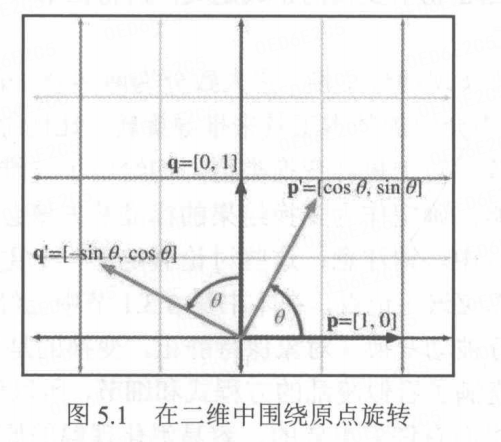 q=[0, 1]
p'=[cos θ, sin θ]
q'=[-sin θ, cos θ]
θ
θ
p=[1, 0]
图 5.1 在二维中围绕原点旋转